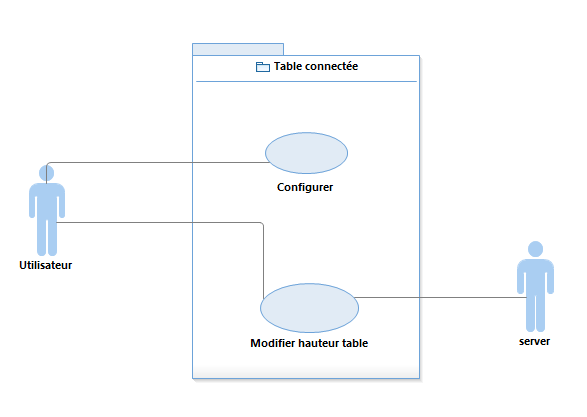 Table connectée
Configurer
Utilisateur
Modifier hauteur table
server